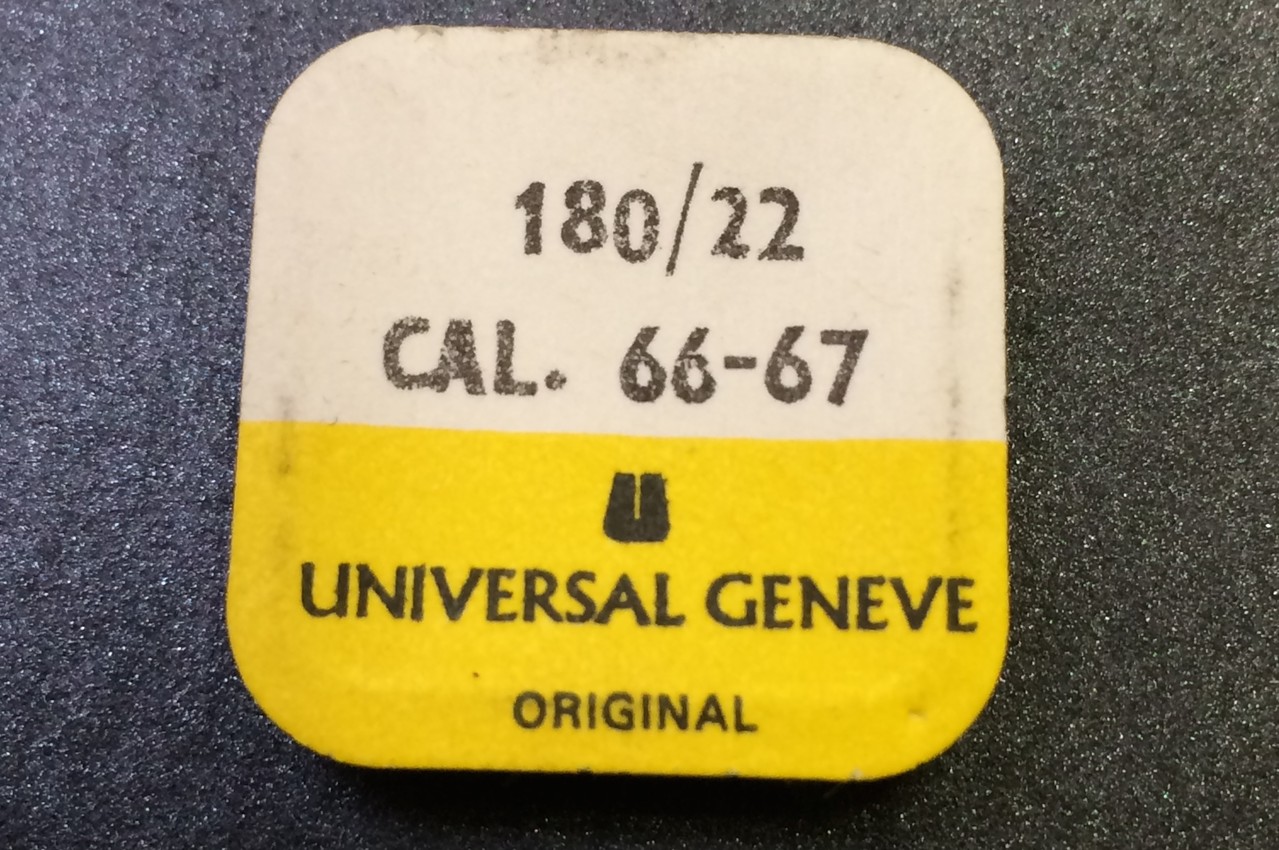 180/22
CAL. 66-67
UNIVERSAL GENEVE
ORIGINAL